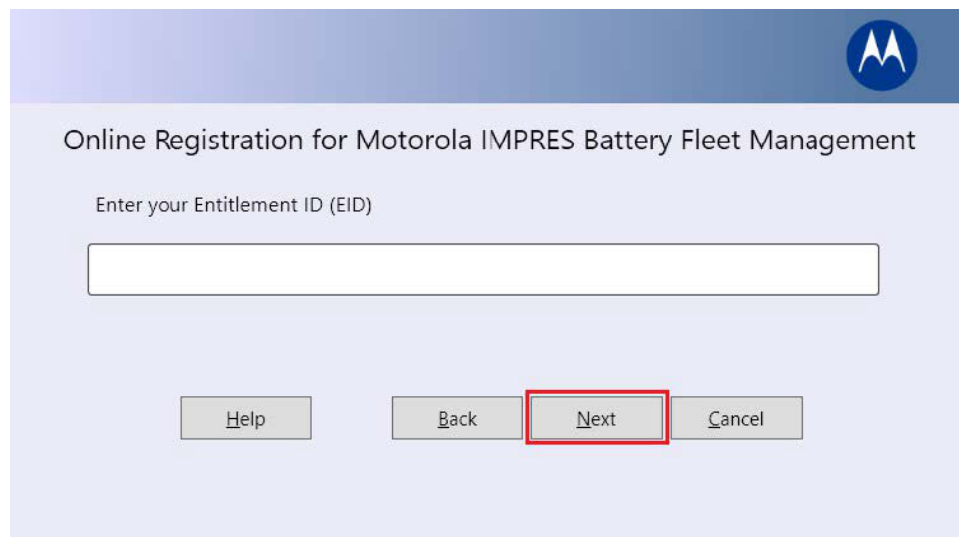 Online Registration for Motorola IMPRES Battery Fleet Management
Enter your Entitlement ID (EID)
Help Back Next Cancel